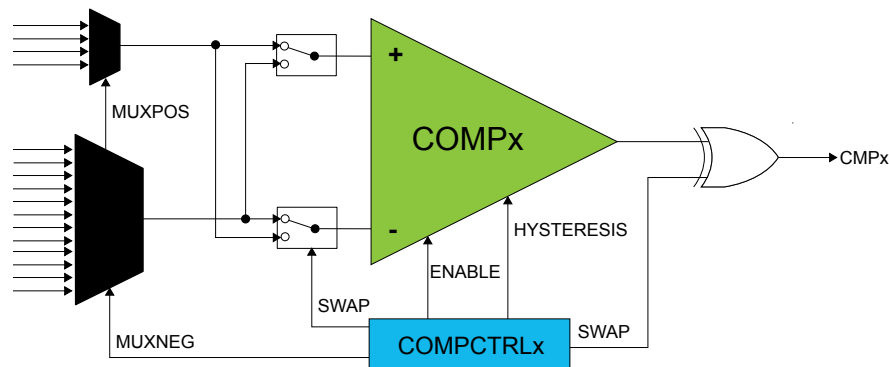 +
MUXPOS
COMPx
CMPx
-
HYSTERESIS
ENABLE
SWAP
SWAP
MUXNEG
COMPCTRLx